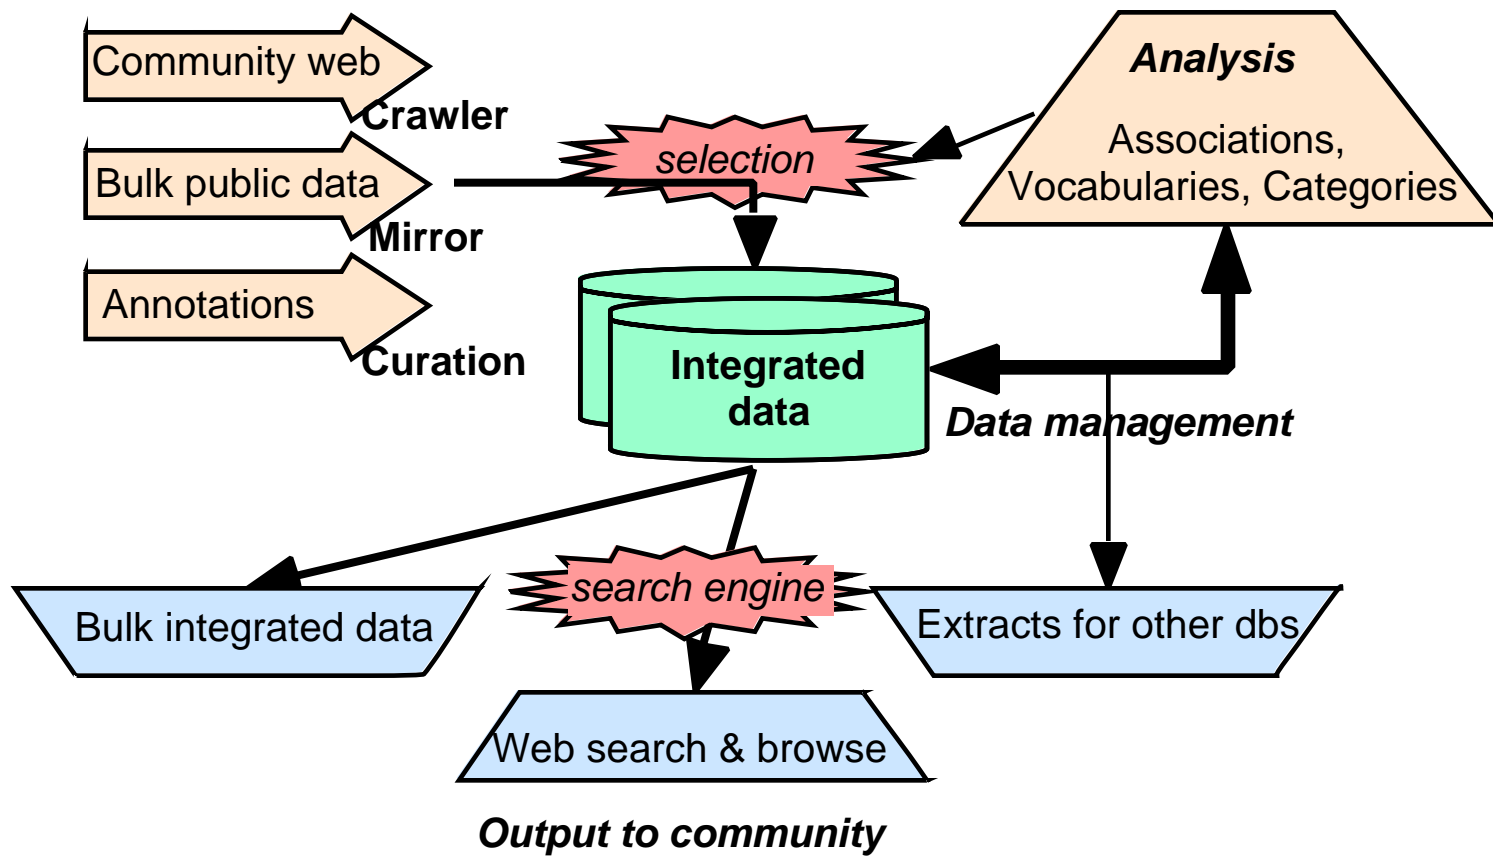 Community web
Crawler
Bulk public data
Mirror
Annotations
Curation
selection
Analysis
Associations,
Vocabularies, Categories
Integrated
data
Data management
Bulk integrated data
search engine
Extracts for other dbs
Web search & browse
Output to community